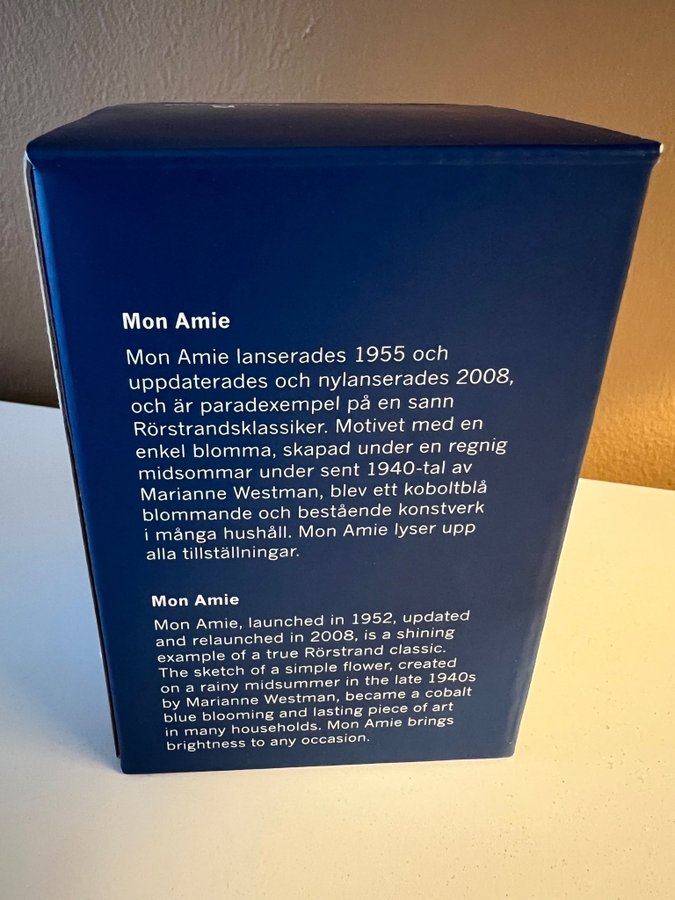 Mon Amie
Mon Amie lanserades 1955 och
uppdaterades och nylanserades 2008,
och är paradexempel på en sann
Rörstrandsklassiker. Motivet med en
enkel blomma, skapad under en regnig
midsommar under sent 1940-tal av
Marianne Westman, blev ett koboltblå
blommande och bestående konstverk
i många hushåll. Mon Amie lyser upp
alla tillställningar.
Mon Amie
Mon Amie, launched in 1952, updated
and relaunched in 2008, is a shining
example of a true Rörstrand classic.
The sketch of a simple flower, created
on a rainy midsummer in the late 1940s
by Marianne Westman, became a cobalt
blue blooming and lasting piece of art
in many households. Mon Amie brings
brightness to any occasion.